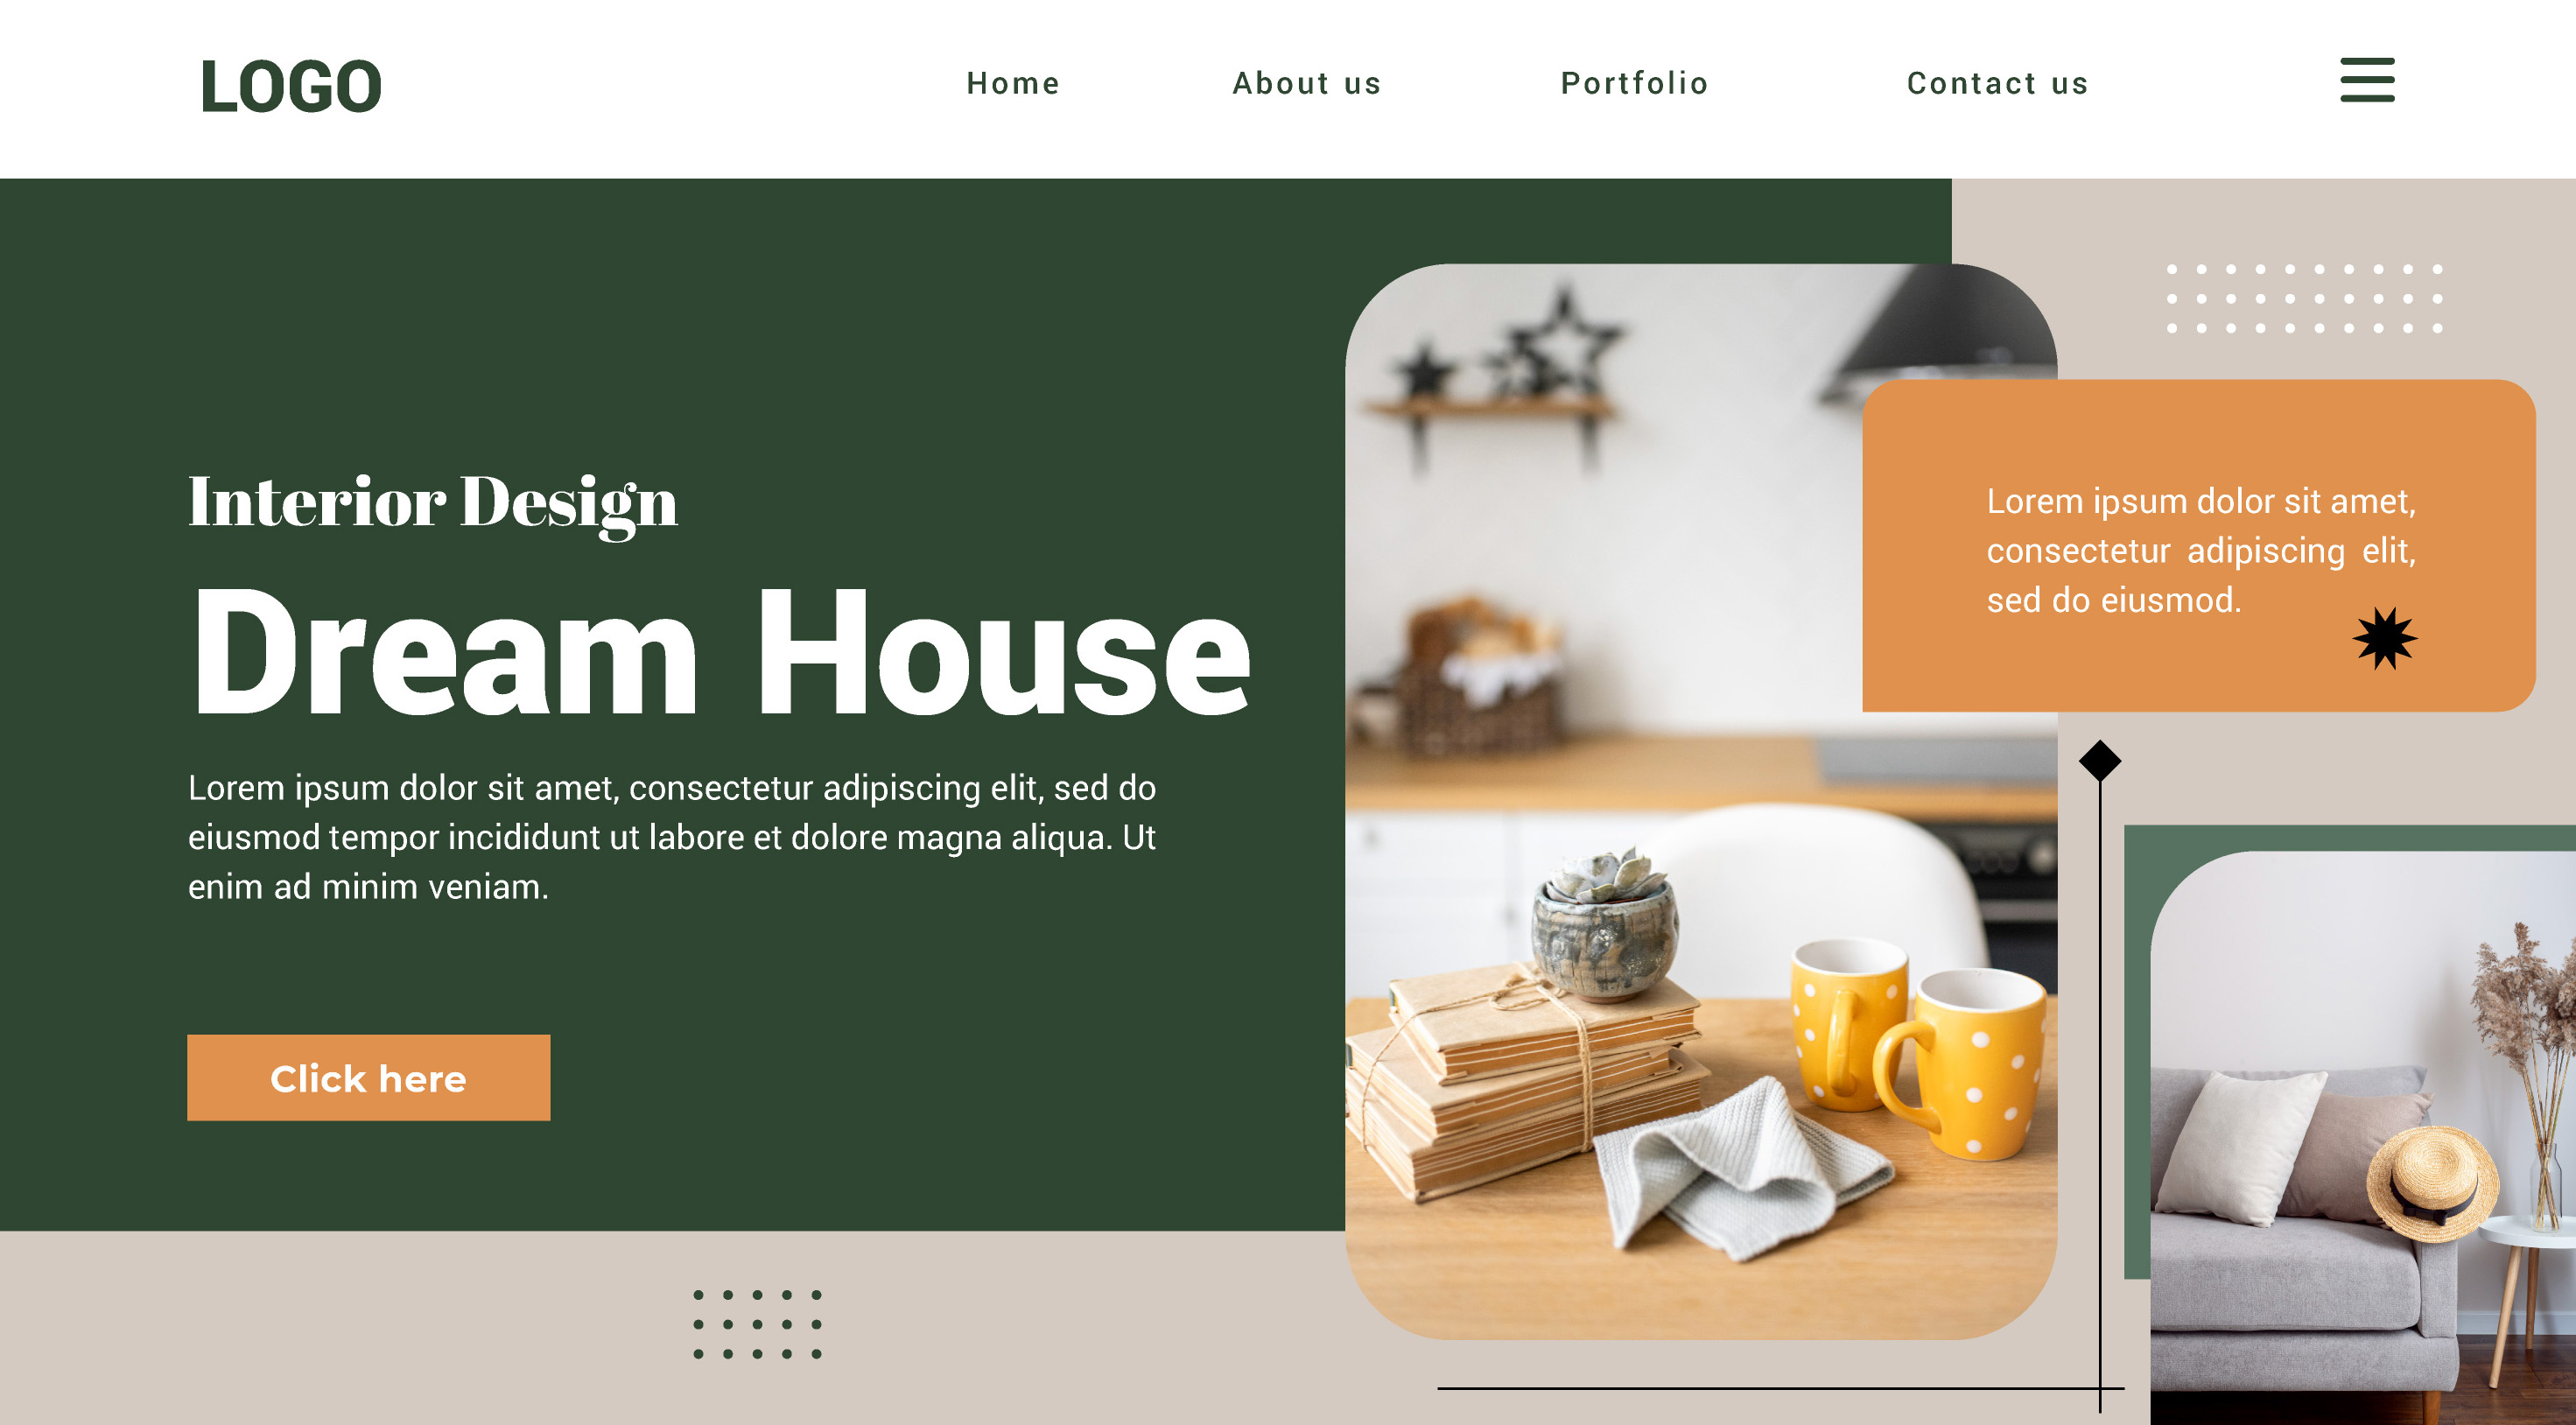 LOGO
Home
About us
Portfolio
Contact us
Interior Design
Dream House
Lorem ipsum dolor sit amet, consectetur adipiscing elit, sed do
eiusmod tempor incididunt ut labore et dolore magna aliqua. Ut
enim ad minim veniam.
Click here
Lorem ipsum dolor sit amet,
consectetur adipiscing elit,
sed do eiusmod.